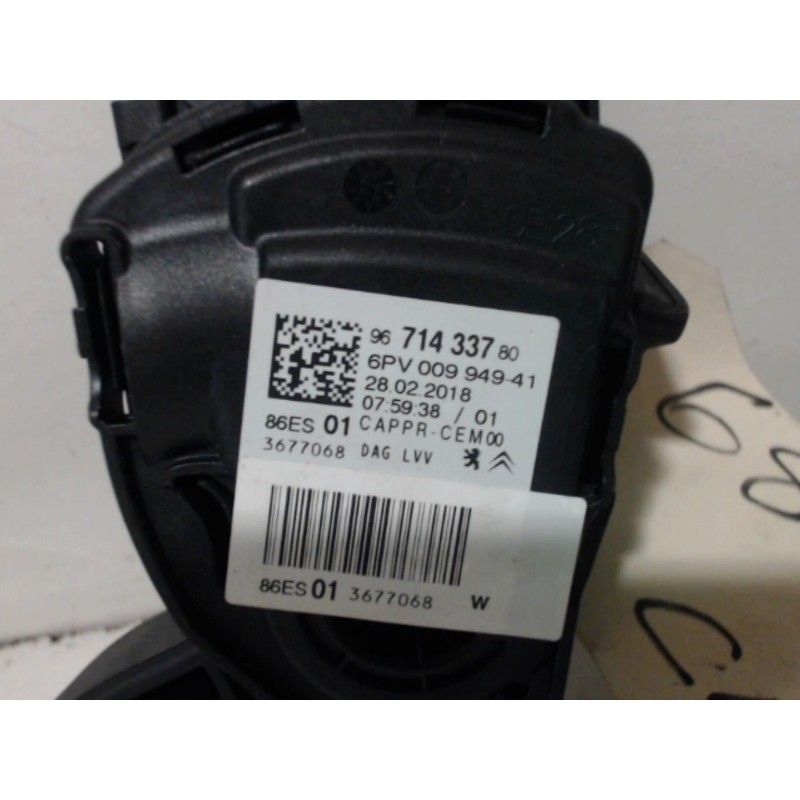 96 714 337 80
6PV 009 949-41
28.02.2018
07:59:38 / 01
86ES 01 CAPPR-CEM00
3677068 DAG LVV
86ES 01 3677068 W